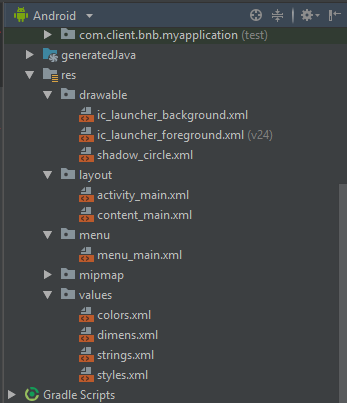 Android
com.client.bnb.myapplication (test)
generatedJava
res
drawable
ic_launcher_background.xml
ic_launcher_foreground.xml (v24)
shadow_circle.xml
layout
activity_main.xml
content_main.xml
menu
menu_main.xml
mipmap
values
colors.xml
dimens.xml
strings.xml
styles.xml
Gradle Scripts